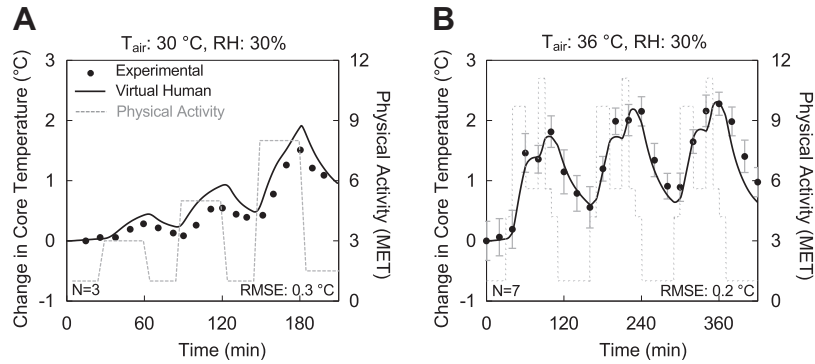 A
T_air: 30 °C, RH: 30%
Change in Core Temperature (°C)
3
2
1
0
-1
Experimental
Virtual Human
Physical Activity
N=3
RMSE: 0.3 °C
0
60
120
180
Time (min)
12
9
6
3
0
Physical Activity (MET)
B
T_air: 36 °C, RH: 30%
Change in Core Temperature (°C)
3
2
1
0
-1
N=7
RMSE: 0.2 °C
0
120
240
360
Time (min)
12
9
6
3
0
Physical Activity (MET)